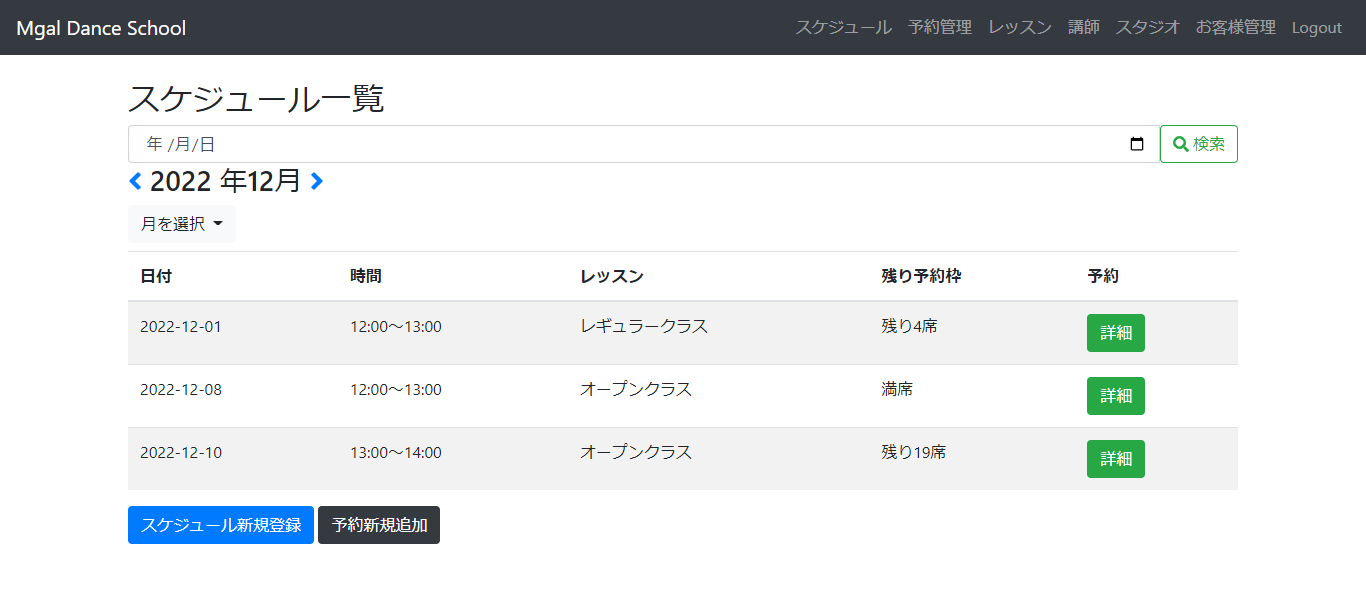 Mgal Dance School スケジュール 予約管理 レッスン 講師 スタジオ お客様管理 Logout
スケジュール一覧
年 /月/日 検索
2022 年12月
月を選択
日付 時間 レッスン 残り予約枠 予約
2022-12-01 12:00～13:00 レギュラークラス 残り4席 詳細
2022-12-08 12:00～13:00 オープンクラス 満席 詳細
2022-12-10 13:00～14:00 オープンクラス 残り19席 詳細
スケジュール新規登録 予約新規追加